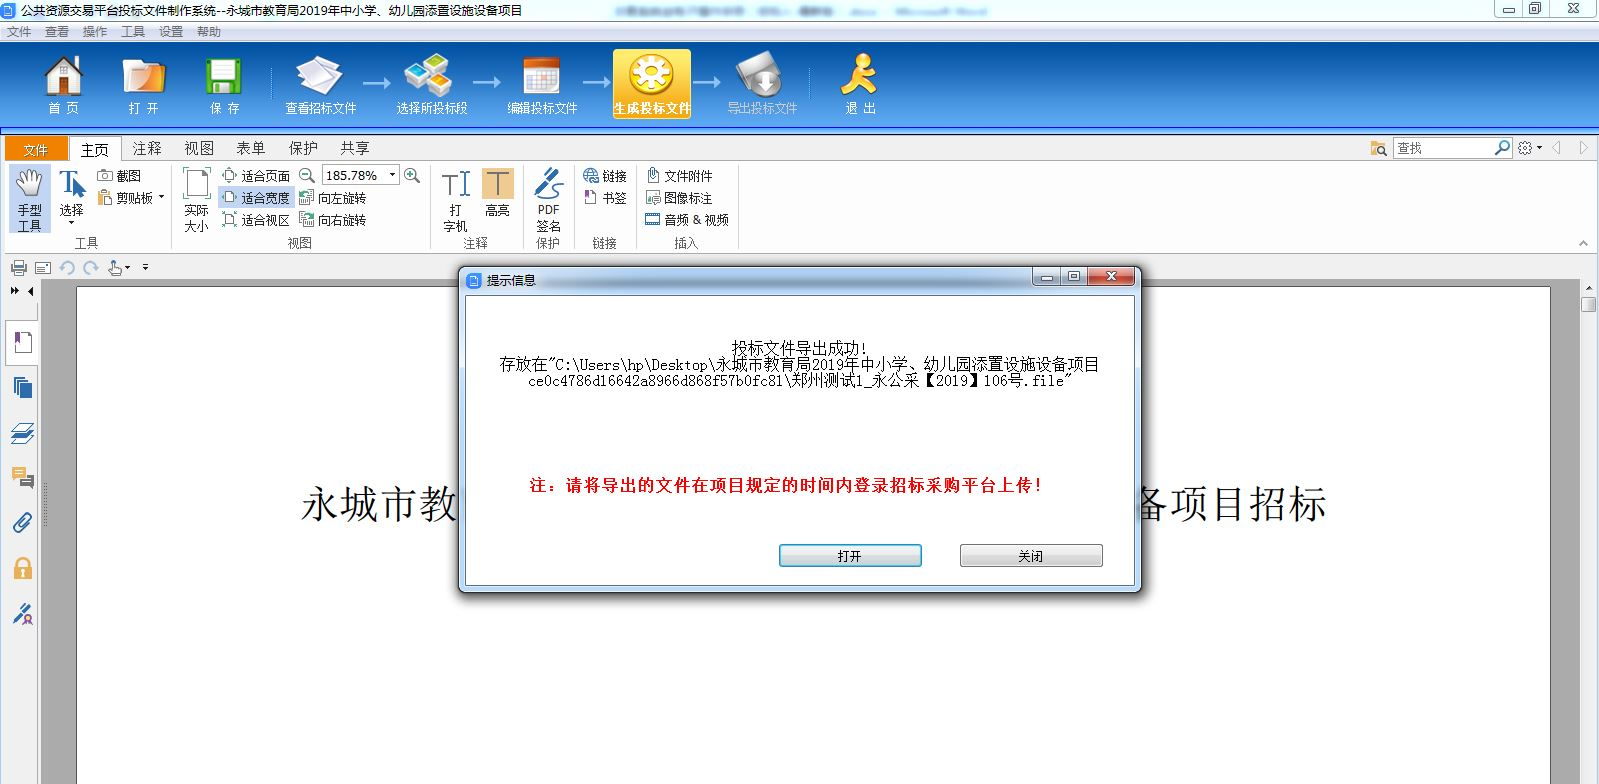 公共资源交易平台投标文件制作系统--永城市教育局2019年中小学、幼儿园添置设施设备项目
文件 查看 操作 工具 设置 帮助
首 页 打 开 保 存 查看招标文件 选择所投标段 编辑投标文件 生成投标文件 导出投标文件 退 出
文件 主页 注释 视图 表单 保护 共享 查找
手型
工具
选择
截图
剪贴板
工具
实际
大小
适合页面
适合宽度
适合视区
185.78%
向左旋转
向右旋转
视图
打
字机
高亮
注释
PDF
签名
保护
链接
书签
链接
文件附件
图像标注
音频 & 视频
插入
提示信息
投标文件导出成功!
存放在"C:\Users\hp\Desktop\永城市教育局2019年中小学、幼儿园添置设施设备项目
ce0c4786d16642a8966d868f57b0fc81\郑州测试1_永公采【2019】106号.file"
注：请将导出的文件在项目规定的时间内登录招标采购平台上传!
打开 关闭
永城市教 备项目招标